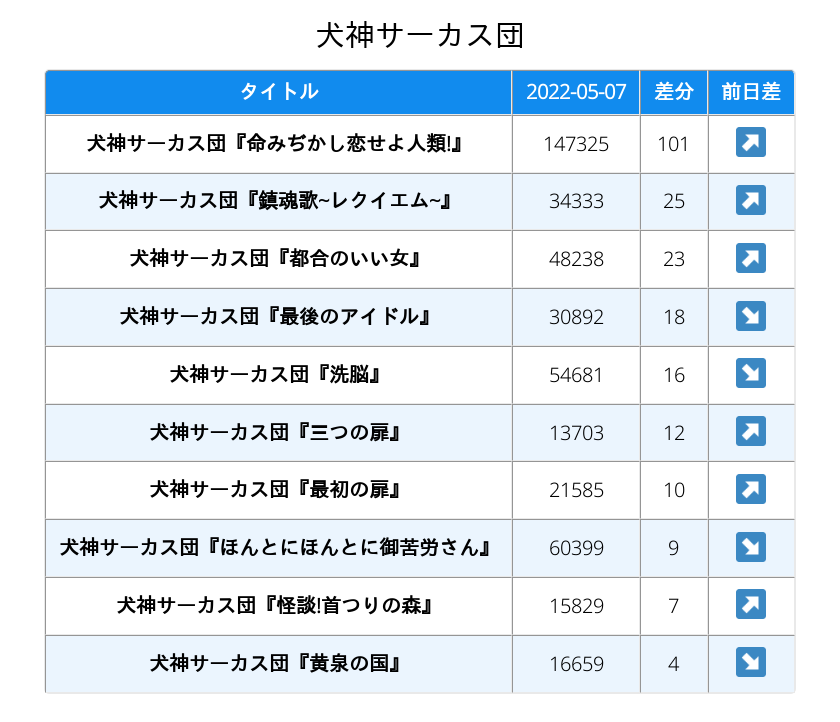 犬神サーカス団
タイトル 2022-05-07 差分 前日差
犬神サーカス団『命みぢかし恋せよ人類!』 147325 101 ↗
犬神サーカス団『鎮魂歌~レクイエム~』 34333 25 ↗
犬神サーカス団『都合のいい女』 48238 23 ↗
犬神サーカス団『最後のアイドル』 30892 18 ↘
犬神サーカス団『洗脳』 54681 16 ↘
犬神サーカス団『三つの扉』 13703 12 ↗
犬神サーカス団『最初の扉』 21585 10 ↗
犬神サーカス団『ほんとにほんとに御苦労さん』 60399 9 ↘
犬神サーカス団『怪談!首つりの森』 15829 7 ↗
犬神サーカス団『黄泉の国』 16659 4 ↘